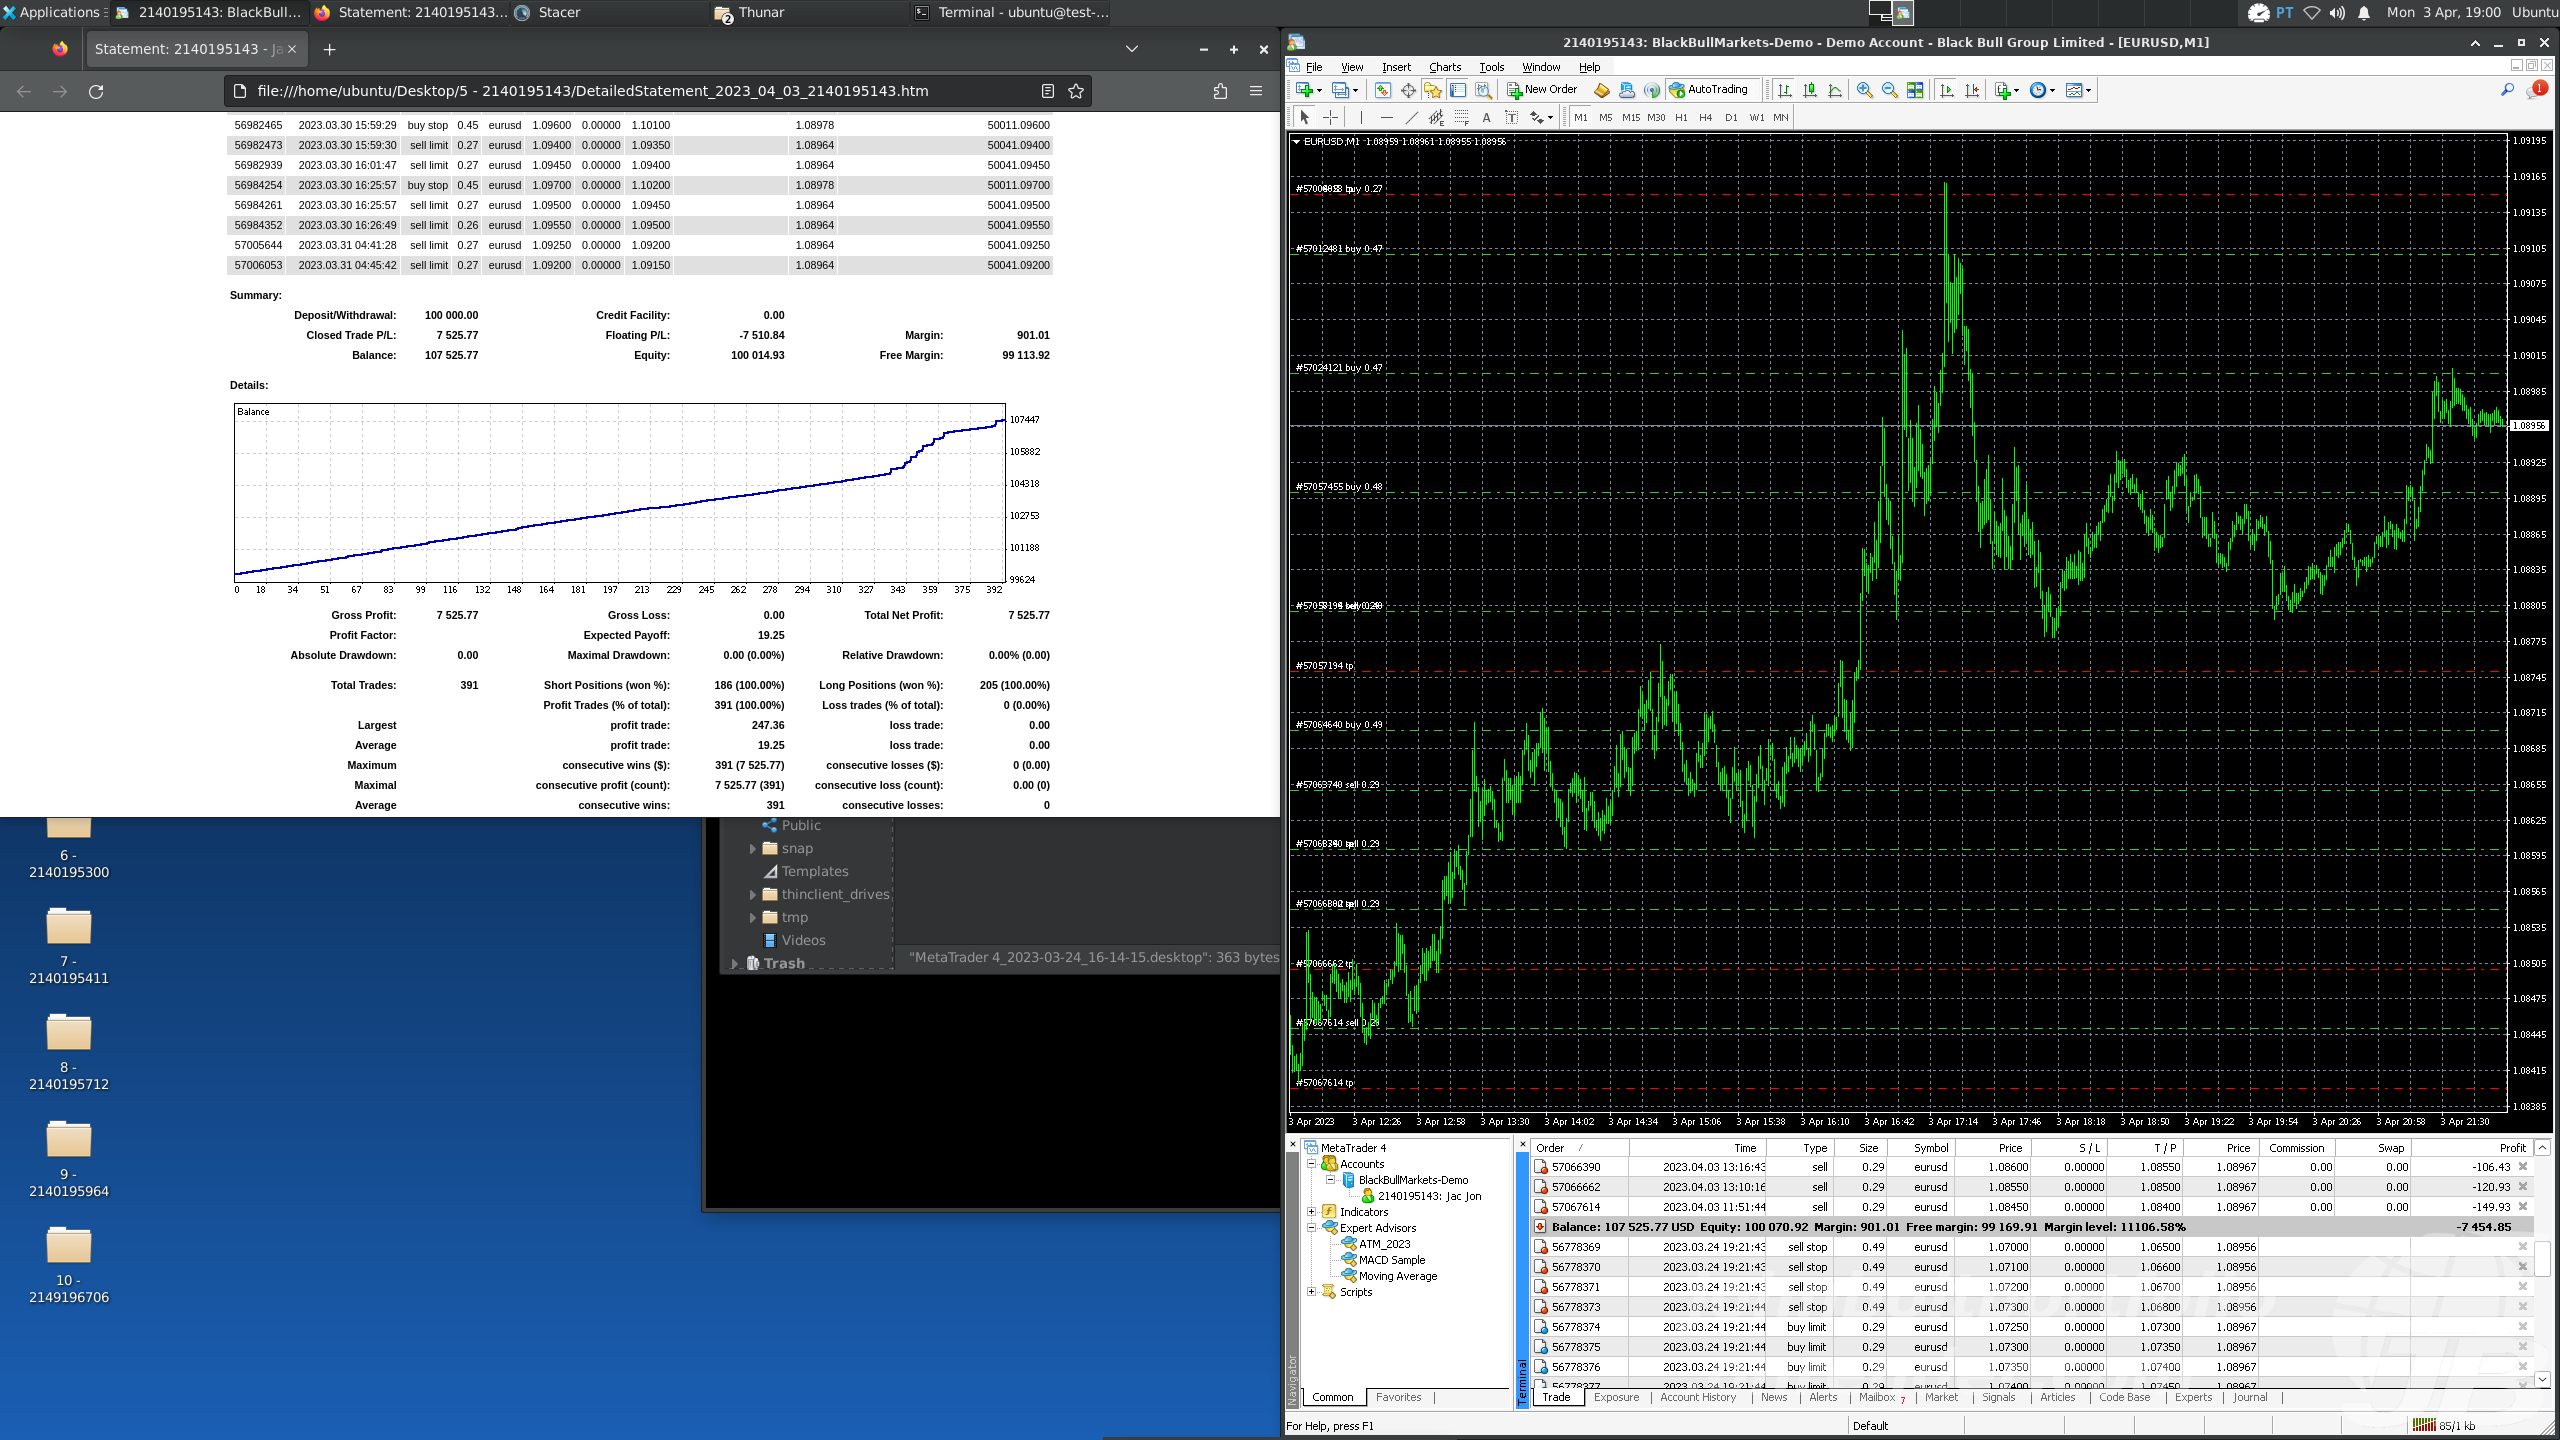 Applications
2140195143: BlackBull...
Statement: 2140195143...
Stacer
Thunar
Terminal - ubuntu@test-...
PT
Mon 3 Apr, 19:00
Ubuntu
Statement: 2140195143 - Ja
file:///home/ubuntu/Desktop/5 - 2140195143/DetailedStatement_2023_04_03_2140195143.htm
56982465 2023.03.30 15:59:29 buy stop 0.45 eurusd 1.09600 0.00000 1.10100 1.08978 50011.09600
56982473 2023.03.30 15:59:30 sell limit 0.27 eurusd 1.09400 0.00000 1.09350 1.08964 50041.09400
56982939 2023.03.30 16:01:47 sell limit 0.27 eurusd 1.09450 0.00000 1.09400 1.08964 50041.09450
56984254 2023.03.30 16:25:57 buy stop 0.45 eurusd 1.09700 0.00000 1.10200 1.08978 50011.09700
56984261 2023.03.30 16:25:57 sell limit 0.27 eurusd 1.09500 0.00000 1.09450 1.08964 50041.09500
56984352 2023.03.30 16:26:49 sell limit 0.26 eurusd 1.09550 0.00000 1.09500 1.08964 50041.09550
57005644 2023.03.31 04:41:28 sell limit 0.27 eurusd 1.09250 0.00000 1.09200 1.08964 50041.09250
57006053 2023.03.31 04:45:42 sell limit 0.27 eurusd 1.09200 0.00000 1.09150 1.08964 50041.09200
Summary:
Deposit/Withdrawal: 100 000.00 Credit Facility: 0.00
Closed Trade P/L: 7 525.77 Floating P/L: -7 510.84 Margin: 901.01
Balance: 107 525.77 Equity: 100 014.93 Free Margin: 99 113.92
Details:
Balance
107447
105882
104318
102753
101188
99624
0 18 34 51 67 83 99 116 132 148 164 181 197 213 229 245 262 278 294 310 327 343 359 375 392
Gross Profit: 7 525.77 Gross Loss: 0.00 Total Net Profit: 7 525.77
Profit Factor: Expected Payoff: 19.25
Absolute Drawdown: 0.00 Maximal Drawdown: 0.00 (0.00%) Relative Drawdown: 0.00% (0.00)
Total Trades: 391 Short Positions (won %): 186 (100.00%) Long Positions (won %): 205 (100.00%)
Profit Trades (% of total): 391 (100.00%) Loss trades (% of total): 0 (0.00%)
Largest profit trade: 247.36 loss trade: 0.00
Average profit trade: 19.25 loss trade: 0.00
Maximum consecutive wins ($): 391 (7 525.77) consecutive losses ($): 0 (0.00)
Maximal consecutive profit (count): 7 525.77 (391) consecutive loss (count): 0.00 (0)
Average consecutive wins: 391 consecutive losses: 0
6 -
2140195300
7 -
2140195411
8 -
2140195712
9 -
2140195964
10 -
2149196706
Public
snap
Templates
thinclient_drives
tmp
Videos
Trash
"MetaTrader 4_2023-03-24_16-14-15.desktop": 363 bytes
2140195143: BlackBullMarkets-Demo - Demo Account - Black Bull Group Limited - [EURUSD,M1]
File View Insert Charts Tools Window Help
New Order
AutoTrading
1
A T
M1 M5 M15 M30 H1 H4 D1 W1 MN
EURUSD,M1 1.08959 1.08961 1.08955 1.08956
#57012481 buy 0.47
#57024121 buy 0.47
#57057455 buy 0.48
#57057194 tp
#57064640 buy 0.49
#57063740 sell 0.29
#57066662 tp
#57067614 sell 0.29
#57067614 tp
1.09195
1.09165
1.09135
1.09105
1.09075
1.09045
1.09015
1.08985
1.08956
1.08925
1.08895
1.08865
1.08835
1.08805
1.08775
1.08745
1.08715
1.08685
1.08655
1.08625
1.08595
1.08565
1.08535
1.08505
1.08475
1.08445
1.08415
1.08385
3 Apr 2023 3 Apr 12:26 3 Apr 12:58 3 Apr 13:30 3 Apr 14:02 3 Apr 14:34 3 Apr 15:06 3 Apr 15:38 3 Apr 16:10 3 Apr 16:42 3 Apr 17:14 3 Apr 17:46 3 Apr 18:18 3 Apr 18:50 3 Apr 19:22 3 Apr 19:54 3 Apr 20:26 3 Apr 20:58 3 Apr 21:30
MetaTrader 4
Accounts
BlackBullMarkets-Demo
2140195143: Jac Jon
Indicators
Expert Advisors
ATM_2023
MACD Sample
Moving Average
Scripts
Common Favorites
Navigator
Terminal
Order / Time Type Size Symbol Price S / L T / P Price Commission Swap Profit
57066390 2023.04.03 13:16:43 sell 0.29 eurusd 1.08600 0.00000 1.08550 1.08967 0.00 0.00 -106.43
57066662 2023.04.03 13:10:16 sell 0.29 eurusd 1.08550 0.00000 1.08500 1.08967 0.00 0.00 -120.93
57067614 2023.04.03 11:51:44 sell 0.29 eurusd 1.08450 0.00000 1.08400 1.08967 0.00 0.00 -149.93
Balance: 107 525.77 USD Equity: 100 070.92 Margin: 901.01 Free margin: 99 169.91 Margin level: 11106.58% -7 454.85
56778369 2023.03.24 19:21:43 sell stop 0.49 eurusd 1.07000 0.00000 1.06500 1.08956
56778370 2023.03.24 19:21:43 sell stop 0.49 eurusd 1.07100 0.00000 1.06600 1.08956
56778371 2023.03.24 19:21:43 sell stop 0.49 eurusd 1.07200 0.00000 1.06700 1.08956
56778373 2023.03.24 19:21:44 sell stop 0.49 eurusd 1.07300 0.00000 1.06800 1.08956
56778374 2023.03.24 19:21:44 buy limit 0.29 eurusd 1.07250 0.00000 1.07300 1.08967
56778375 2023.03.24 19:21:44 buy limit 0.29 eurusd 1.07300 0.00000 1.07350 1.08967
56778376 2023.03.24 19:21:44 buy limit 0.29 eurusd 1.07350 0.00000 1.07400 1.08967
Trade Exposure Account History News Alerts Mailbox 7 Market Signals Articles Code Base Experts Journal
For Help, press F1
Default
85/1 kb